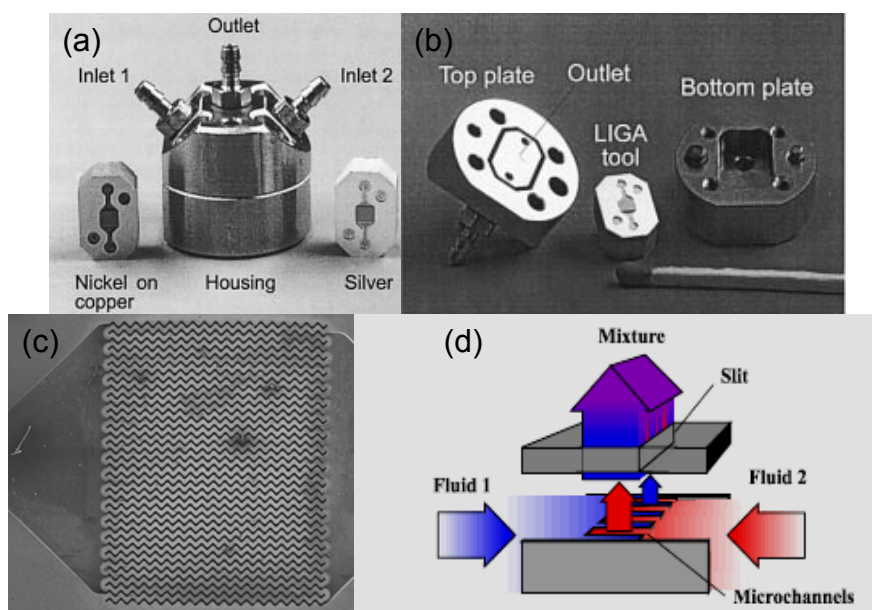 (a)
Outlet
Inlet 1
Inlet 2
Nickel on
copper
Housing
Silver
(b)
Top plate
Outlet
LIGA
tool
Bottom plate
(c)
(d)
Mixture
Slit
Fluid 1
Fluid 2
Microchannels